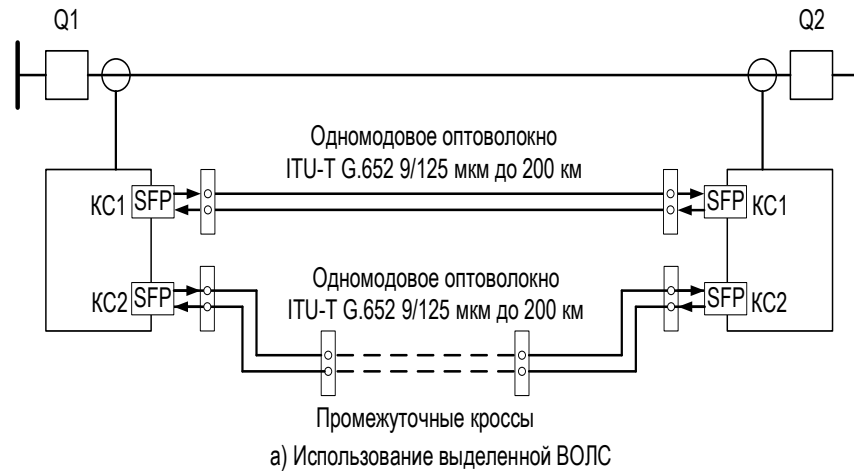 Q1
Q2
Одномодовое оптоволокно
ITU-T G.652 9/125 мкм до 200 км
КС1
SFP
SFP
КС1
Одномодовое оптоволокно
ITU-T G.652 9/125 мкм до 200 км
КС2
SFP
SFP
КС2
Промежуточные кроссы
а) Использование выделенной ВОЛС